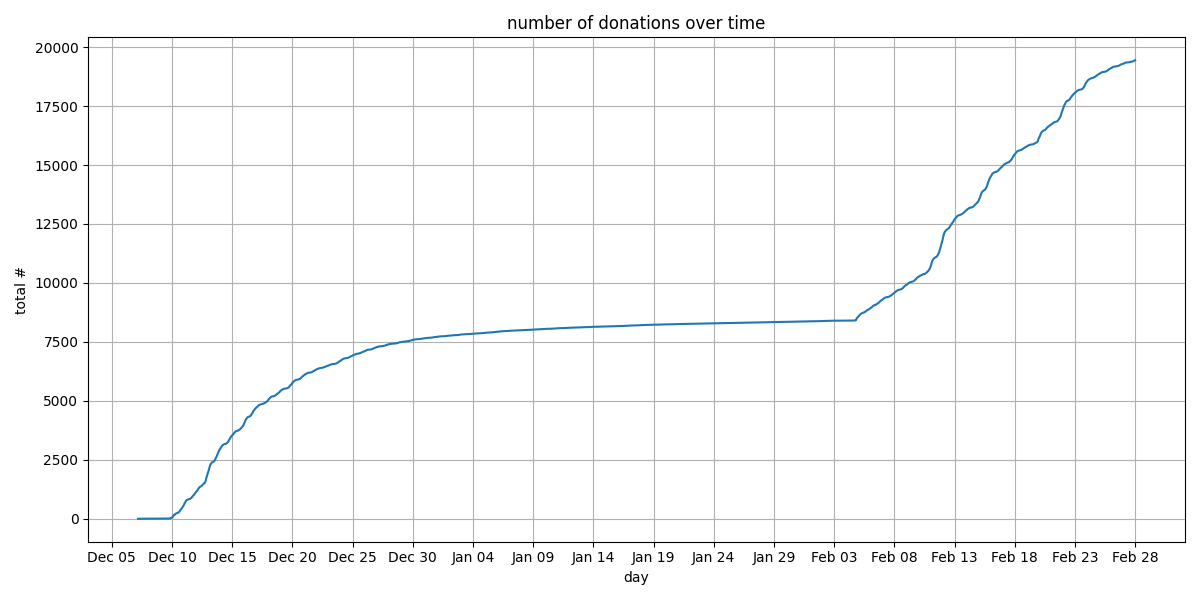 number of donations over time
total #
20000
17500
15000
12500
10000
7500
5000
2500
0
Dec 05 Dec 10 Dec 15 Dec 20 Dec 25 Dec 30 Jan 04 Jan 09 Jan 14 Jan 19 Jan 24 Jan 29 Feb 03 Feb 08 Feb 13 Feb 18 Feb 23 Feb 28
day